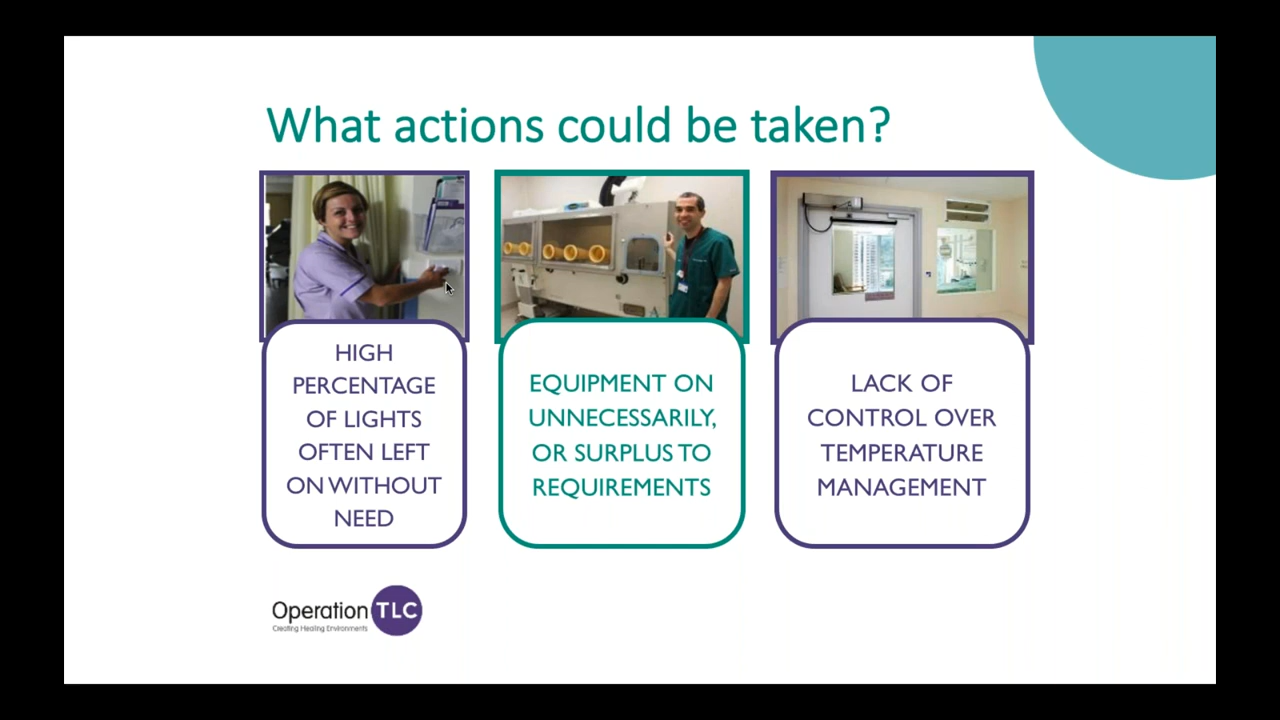 What actions could be taken?
HIGH
PERCENTAGE
OF LIGHTS
OFTEN LEFT
ON WITHOUT
NEED
EQUIPMENT ON
UNNECESSARILY,
OR SURPLUS TO
REQUIREMENTS
LACK OF
CONTROL OVER
TEMPERATURE
MANAGEMENT
Operation TLC
Creating Healing Environments